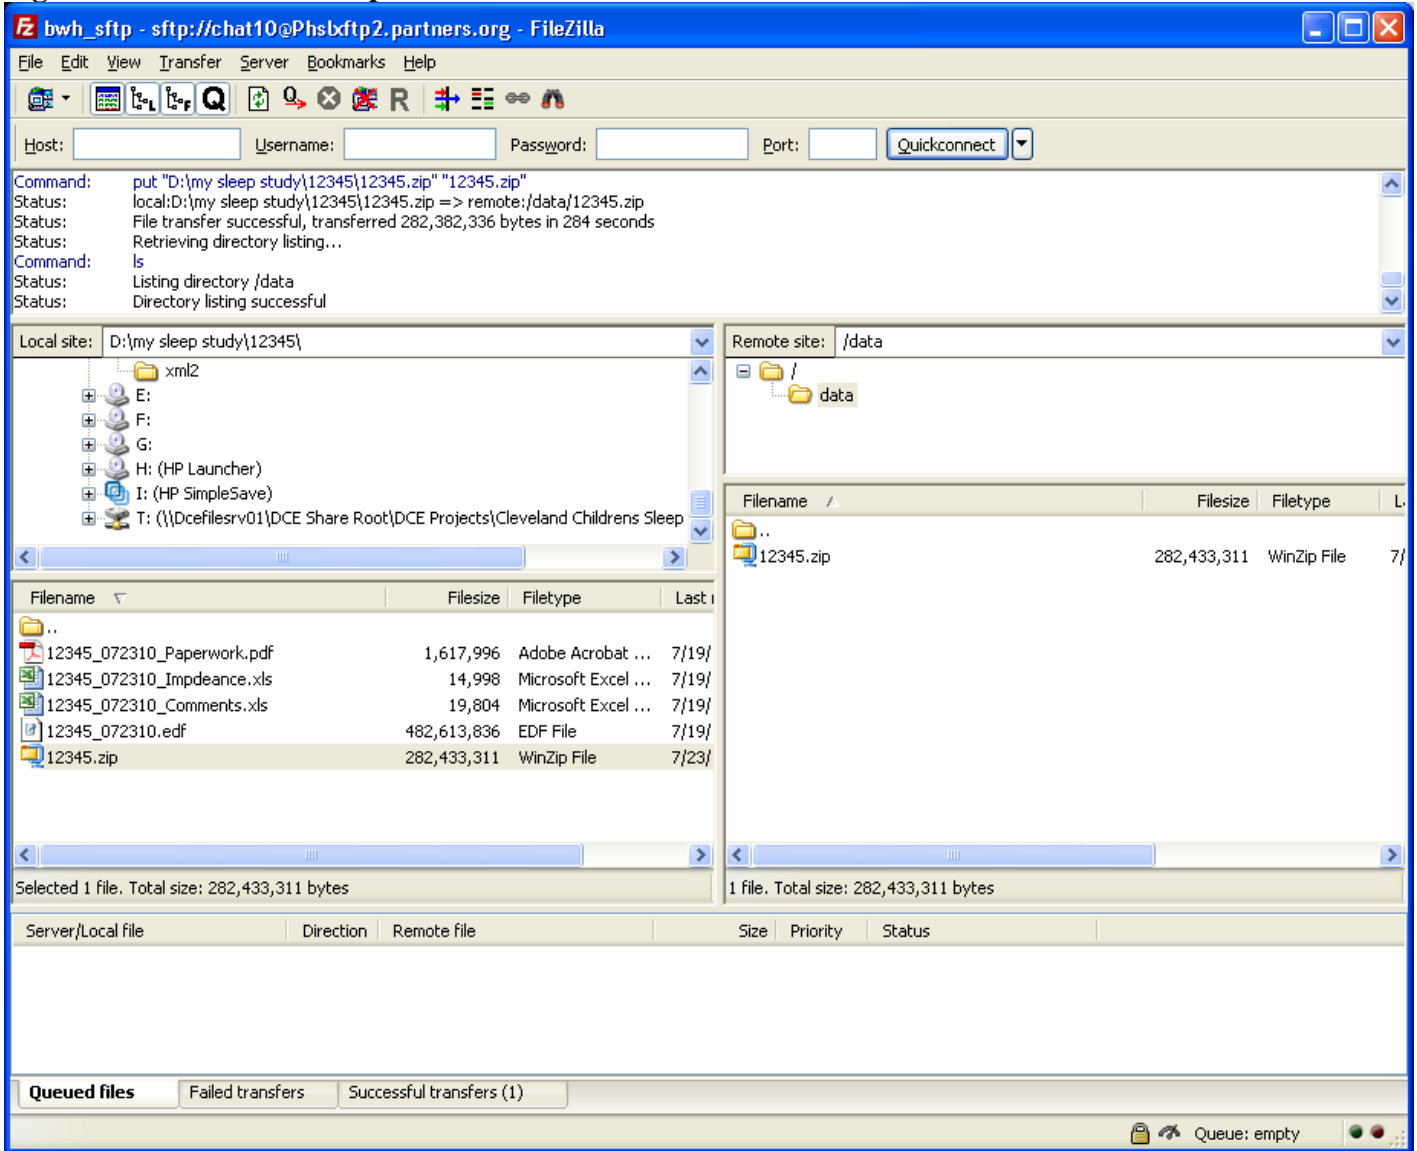 bwh_sftp - sftp://chat10@Phslxftp2.partners.org - FileZilla
File Edit View Transfer Server Bookmarks Help
Host: Username: Password: Port: Quickconnect
Command: put "D:\my sleep study\12345\12345.zip" "12345.zip"
Status: local:D:\my sleep study\12345\12345.zip => remote:/data/12345.zip
Status: File transfer successful, transferred 282,382,336 bytes in 284 seconds
Status: Retrieving directory listing...
Command: ls
Status: Listing directory /data
Status: Directory listing successful
Local site: D:\my sleep study\12345\
xml2
E:
F:
G:
H: (HP Launcher)
I: (HP SimpleSave)
T: (\\Dcefilesrv01\DCE Share Root\DCE Projects\Cleveland Childrens Sleep
Filename Filesize Filetype Last
..
12345_072310_Paperwork.pdf 1,617,996 Adobe Acrobat ... 7/19/
12345_072310_Impdeance.xls 14,998 Microsoft Excel ... 7/19/
12345_072310_Comments.xls 19,804 Microsoft Excel ... 7/19/
12345_072310.edf 482,613,836 EDF File 7/19/
12345.zip 282,433,311 WinZip File 7/23/
Selected 1 file. Total size: 282,433,311 bytes
Remote site: /data
/
data
Filename Filesize Filetype
..
12345.zip 282,433,311 WinZip File 7/
1 file. Total size: 282,433,311 bytes
Server/Local file Direction Remote file Size Priority Status
Queued files Failed transfers Successful transfers (1)
Queue: empty